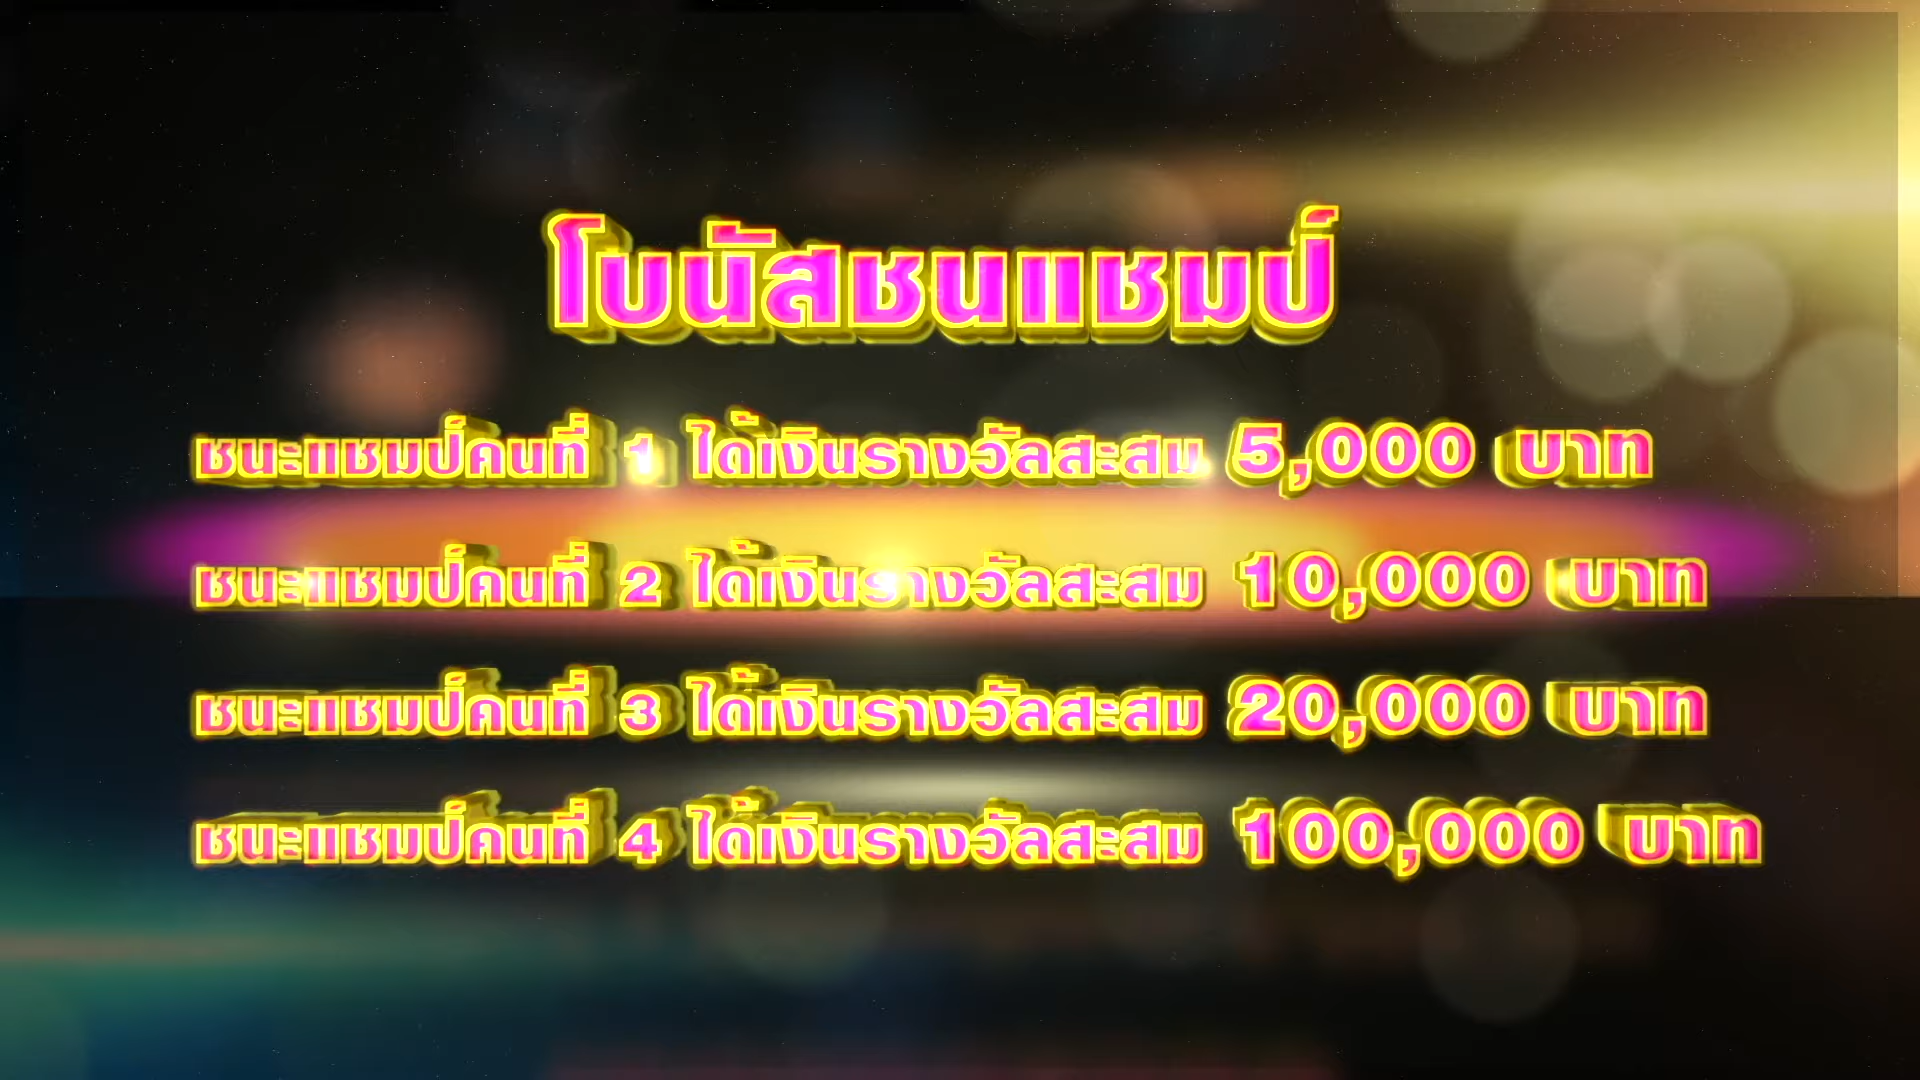 โบนัสชนแชมป์
ชนะแชมป์คนที่ 1 ได้เงินรางวัลสะสม 5,000 บาท
ชนะแชมป์คนที่ 2 ได้เงินรางวัลสะสม 10,000 บาท
ชนะแชมป์คนที่ 3 ได้เงินรางวัลสะสม 20,000 บาท
ชนะแชมป์คนที่ 4 ได้เงินรางวัลสะสม 100,000 บาท